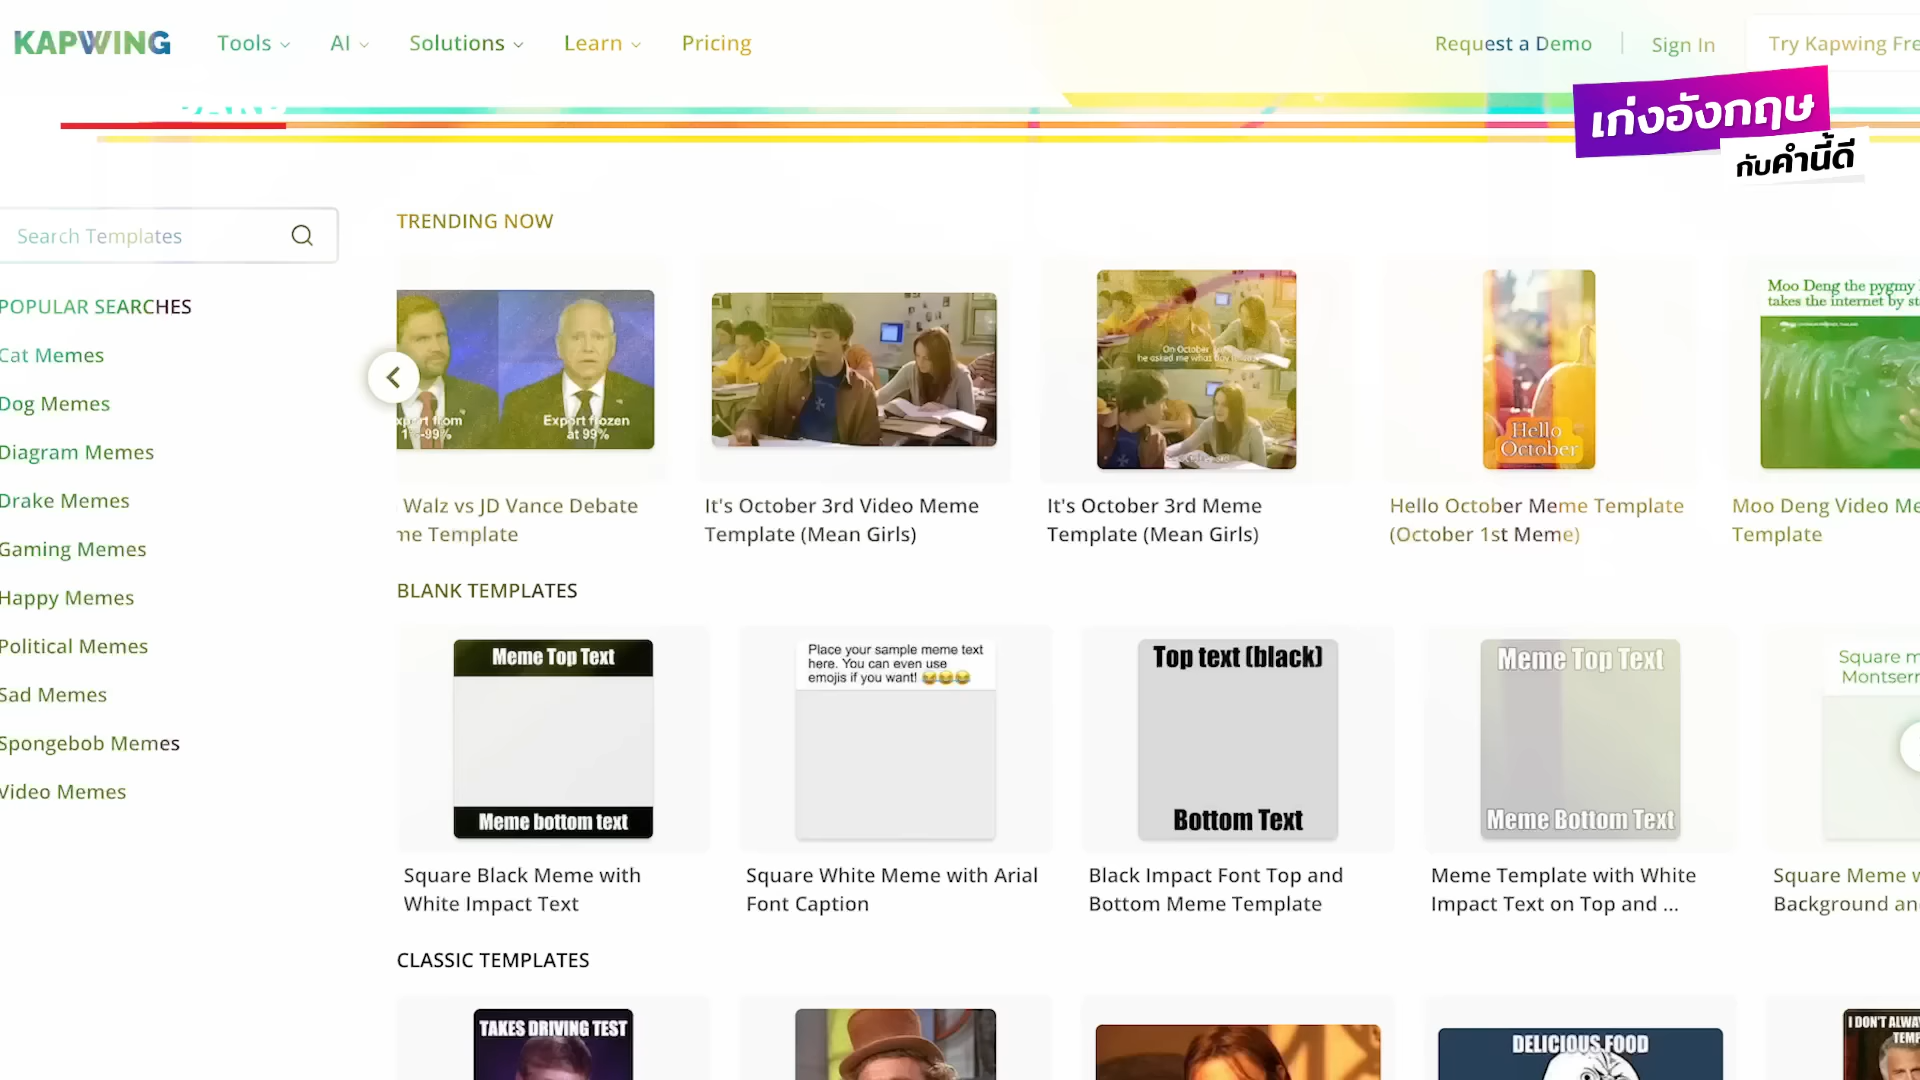 KAPWING
Tools
AI
Solutions
Learn
Pricing
Request a Demo
Sign In
Try Kapwing Fre
เก่งอังกฤษ
กับคำนี้ดี
Search Templates
POPULAR SEARCHES
Cat Memes
Dog Memes
Diagram Memes
Drake Memes
Gaming Memes
Happy Memes
Political Memes
Sad Memes
Spongebob Memes
Video Memes
TRENDING NOW
Export frozen
at 99%
Hello
October
Moo Deng the pygmy
takes the internet by st
Walz vs JD Vance Debate
me Template
It's October 3rd Video Meme
Template (Mean Girls)
It's October 3rd Meme
Template (Mean Girls)
Hello October Meme Template
(October 1st Meme)
Moo Deng Video Me
Template
BLANK TEMPLATES
Meme Top Text
Meme bottom text
Place your sample meme text
here. You can even use
emojis if you want! 😂😂😂
Top text (black)
Bottom Text
Meme Top Text
Meme Bottom Text
Square m
Montserr
Square Black Meme with
White Impact Text
Square White Meme with Arial
Font Caption
Black Impact Font Top and
Bottom Meme Template
Meme Template with White
Impact Text on Top and ...
Square Meme w
Background an
CLASSIC TEMPLATES
TAKES DRIVING TEST
DELICIOUS FOOD
I DON'T ALWA
TEMP